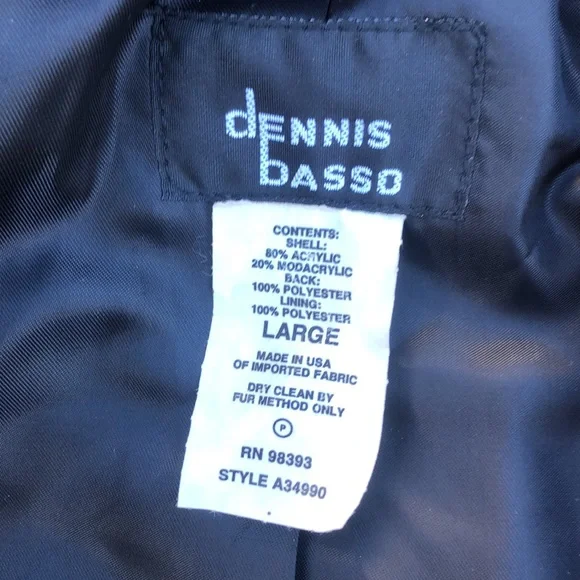 dENNIS
bASSO
CONTENTS:
SHELL:
80% ACRYLIC
20% MODACRYLIC
BACK:
100% POLYESTER
LINING:
100% POLYESTER
LARGE
MADE IN USA
OF IMPORTED FABRIC
DRY CLEAN BY
FUR METHOD ONLY
P
RN 98393
STYLE A34990